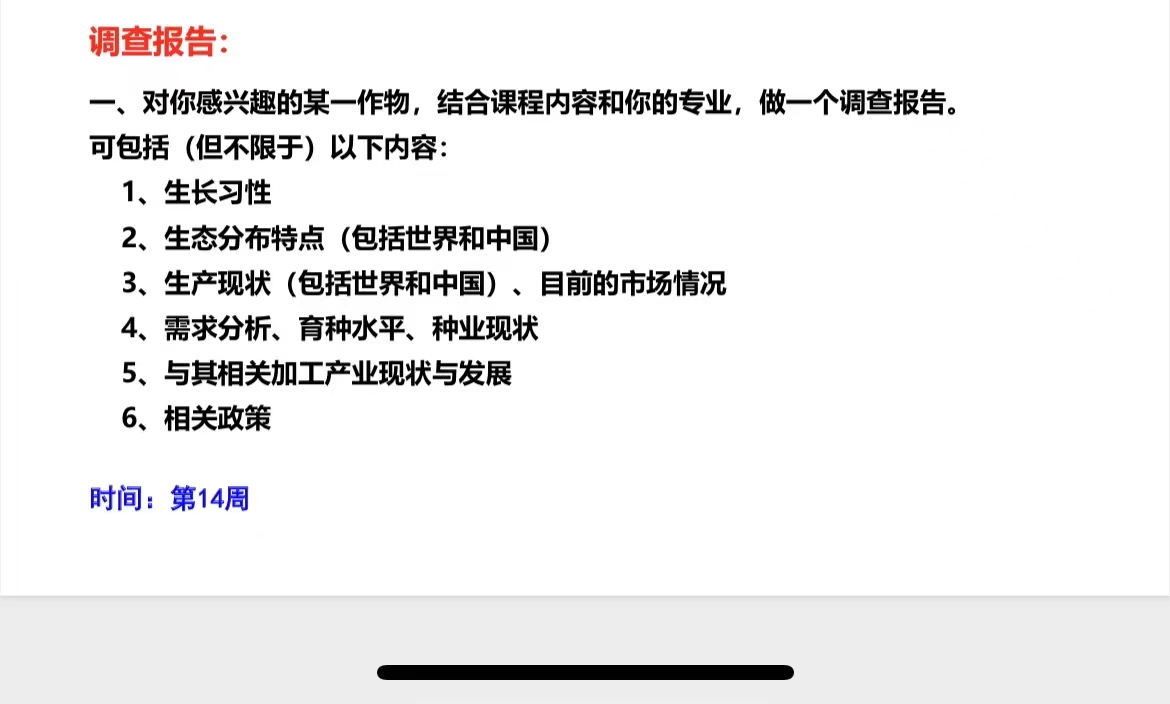 调查报告：
一、对你感兴趣的某一作物，结合课程内容和你的专业，做一个调查报告。
可包括（但不限于）以下内容：
1、生长习性
2、生态分布特点（包括世界和中国）
3、生产现状（包括世界和中国）、目前的市场情况
4、需求分析、育种水平、种业现状
5、与其相关加工产业现状与发展
6、相关政策
时间：第14周